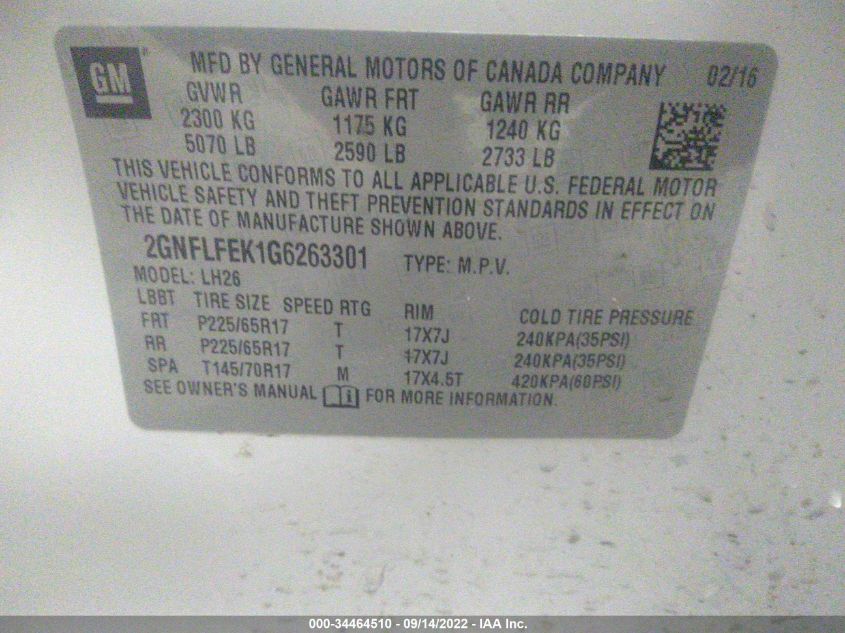 GM
MFD BY GENERAL MOTORS OF CANADA COMPANY 02/16
GVWR GAWR FRT GAWR RR
2300 KG 1175 KG 1240 KG
5070 LB 2590 LB 2733 LB
THIS VEHICLE CONFORMS TO ALL APPLICABLE U.S. FEDERAL MOTOR
VEHICLE SAFETY AND THEFT PREVENTION STANDARDS IN EFFECT ON
THE DATE OF MANUFACTURE SHOWN ABOVE.
2GNFLFEK1G6263301 TYPE: M.P.V.
MODEL: LH26
LBBT TIRE SIZE SPEED RTG RIM COLD TIRE PRESSURE
FRT P225/65R17 T 17X7J 240KPA(35PSI)
RR P225/65R17 T 17X7J 240KPA(35PSI)
SPA T145/70R17 M 17X4.5T 420KPA(60PSI)
SEE OWNER'S MANUAL FOR MORE INFORMATION.
000-34464510 - 09/14/2022 - IAA Inc.